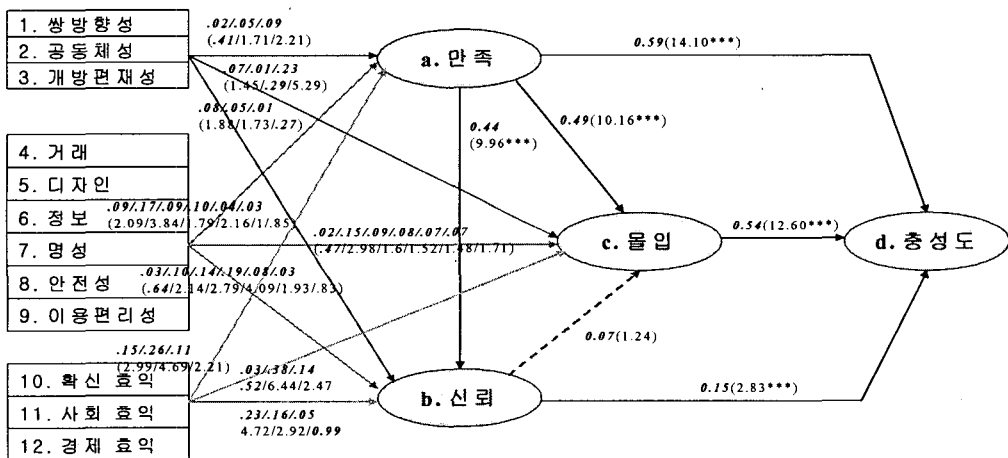 1. 쌍방향성
2. 공동체성
3. 개방편재성
4. 거래
5. 디자인
6. 정보
7. 명성
8. 안전성
9. 이용편리성
10. 확신 효익
11. 사회 효익
12. 경제 효익
.02/.05/.09
(.41/1.71/2.21)
.07/.01/.23
(1.45/.29/5.29)
.08/.05/.01
(1.88/1.73/.27)
.09/.17/.09/.10/.04/.03
(2.09/3.84/1.79/2.16/1/.85)
.02/.15/.09/.08/.07/.07
(.47/2.98/1.6/1.52/1.48/1.71)
.03/.10/.14/.19/.08/.03
(.64/2.14/2.79/4.09/1.93/.83)
.15/.26/.11
(2.99/4.69/2.21)
.03/.38/.14
.52/6.44/2.47
.23/.16/.05
4.72/2.92/0.99
a. 만족
b. 신뢰
c. 몰입
d. 충성도
0.59(14.10***)
0.49(10.16***)
0.44
(9.96***)
0.54(12.60***)
0.07(1.24)
0.15(2.83***)